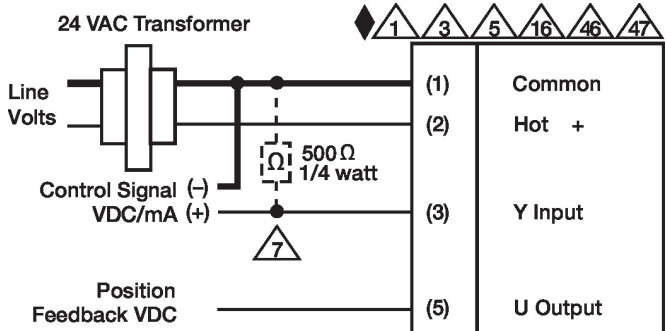 24 VAC Transformer
1 3 5 16 46 47
Line
Volts
(1) Common
(2) Hot +
Ω 500 Ω
1/4 watt
Control Signal (–)
VDC/mA (+)
(3) Y Input
7
Position
Feedback VDC
(5) U Output